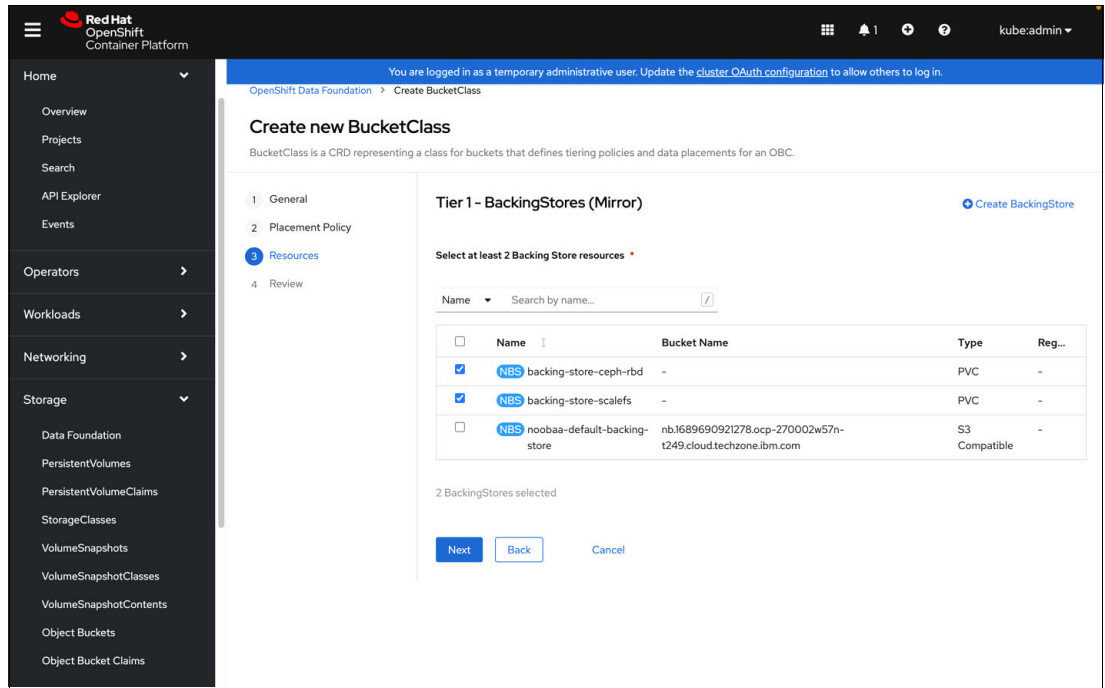 Red Hat
OpenShift
Container Platform
1
kube:admin
You are logged in as a temporary administrative user. Update the cluster OAuth configuration to allow others to log in.
Home
Overview
Projects
Search
API Explorer
Events
Operators
Workloads
Networking
Storage
Data Foundation
PersistentVolumes
PersistentVolumeClaims
StorageClasses
VolumeSnapshots
VolumeSnapshotClasses
VolumeSnapshotContents
Object Buckets
Object Bucket Claims
OpenShift Data Foundation > Create BucketClass
Create new BucketClass
BucketClass is a CRD representing a class for buckets that defines tiering policies and data placements for an OBC.
1 General
2 Placement Policy
3 Resources
4 Review
Tier 1 - BackingStores (Mirror)
Create BackingStore
Select at least 2 Backing Store resources *
Name Search by name... /
Name Bucket Name Type Reg...
NBS backing-store-ceph-rbd - PVC -
NBS backing-store-scalefs - PVC -
NBS noobaa-default-backing- nb.1689690921278.ocp-270002w57n- S3 -
store t249.cloud.techzone.ibm.com Compatible
2 BackingStores selected
Next Back Cancel